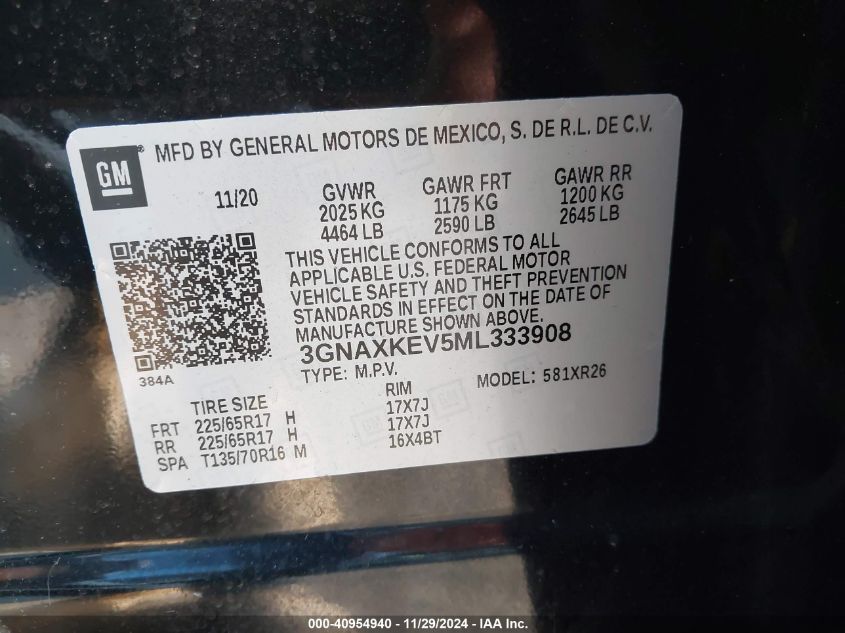 GM ® MFD BY GENERAL MOTORS DE MEXICO, S. DE R.L. DE C.V.
11/20 GVWR GAWR FRT GAWR RR
2025 KG 1175 KG 1200 KG
4464 LB 2590 LB 2645 LB
THIS VEHICLE CONFORMS TO ALL
APPLICABLE U.S. FEDERAL MOTOR
VEHICLE SAFETY AND THEFT PREVENTION
STANDARDS IN EFFECT ON THE DATE OF
MANUFACTURE SHOWN ABOVE.
3GNAXKEV5ML333908
384A
TYPE: M.P.V. MODEL: 581XR26
TIRE SIZE RIM
FRT 225/65R17 H 17X7J
RR 225/65R17 H 17X7J
SPA T135/70R16 M 16X4BT
000-40954940 - 11/29/2024 - IAA Inc.